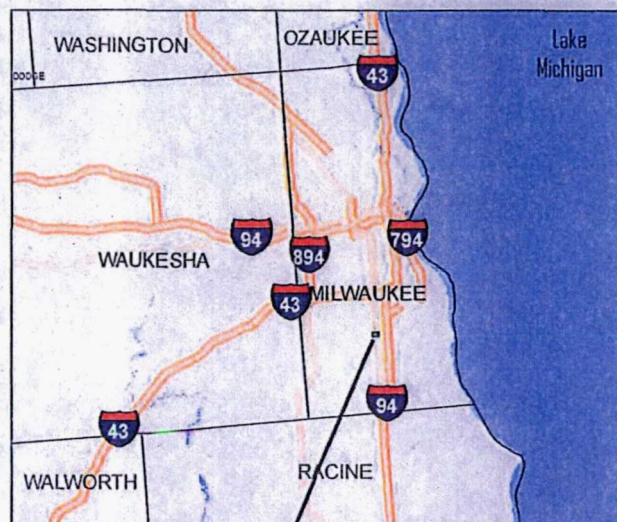 WASHINGTON
OZAUKEE
Lake
Michigan
43
DODGE
94
794
894
WAUKESHA
43
MILWAUKEE
94
43
RACINE
WALWORTH